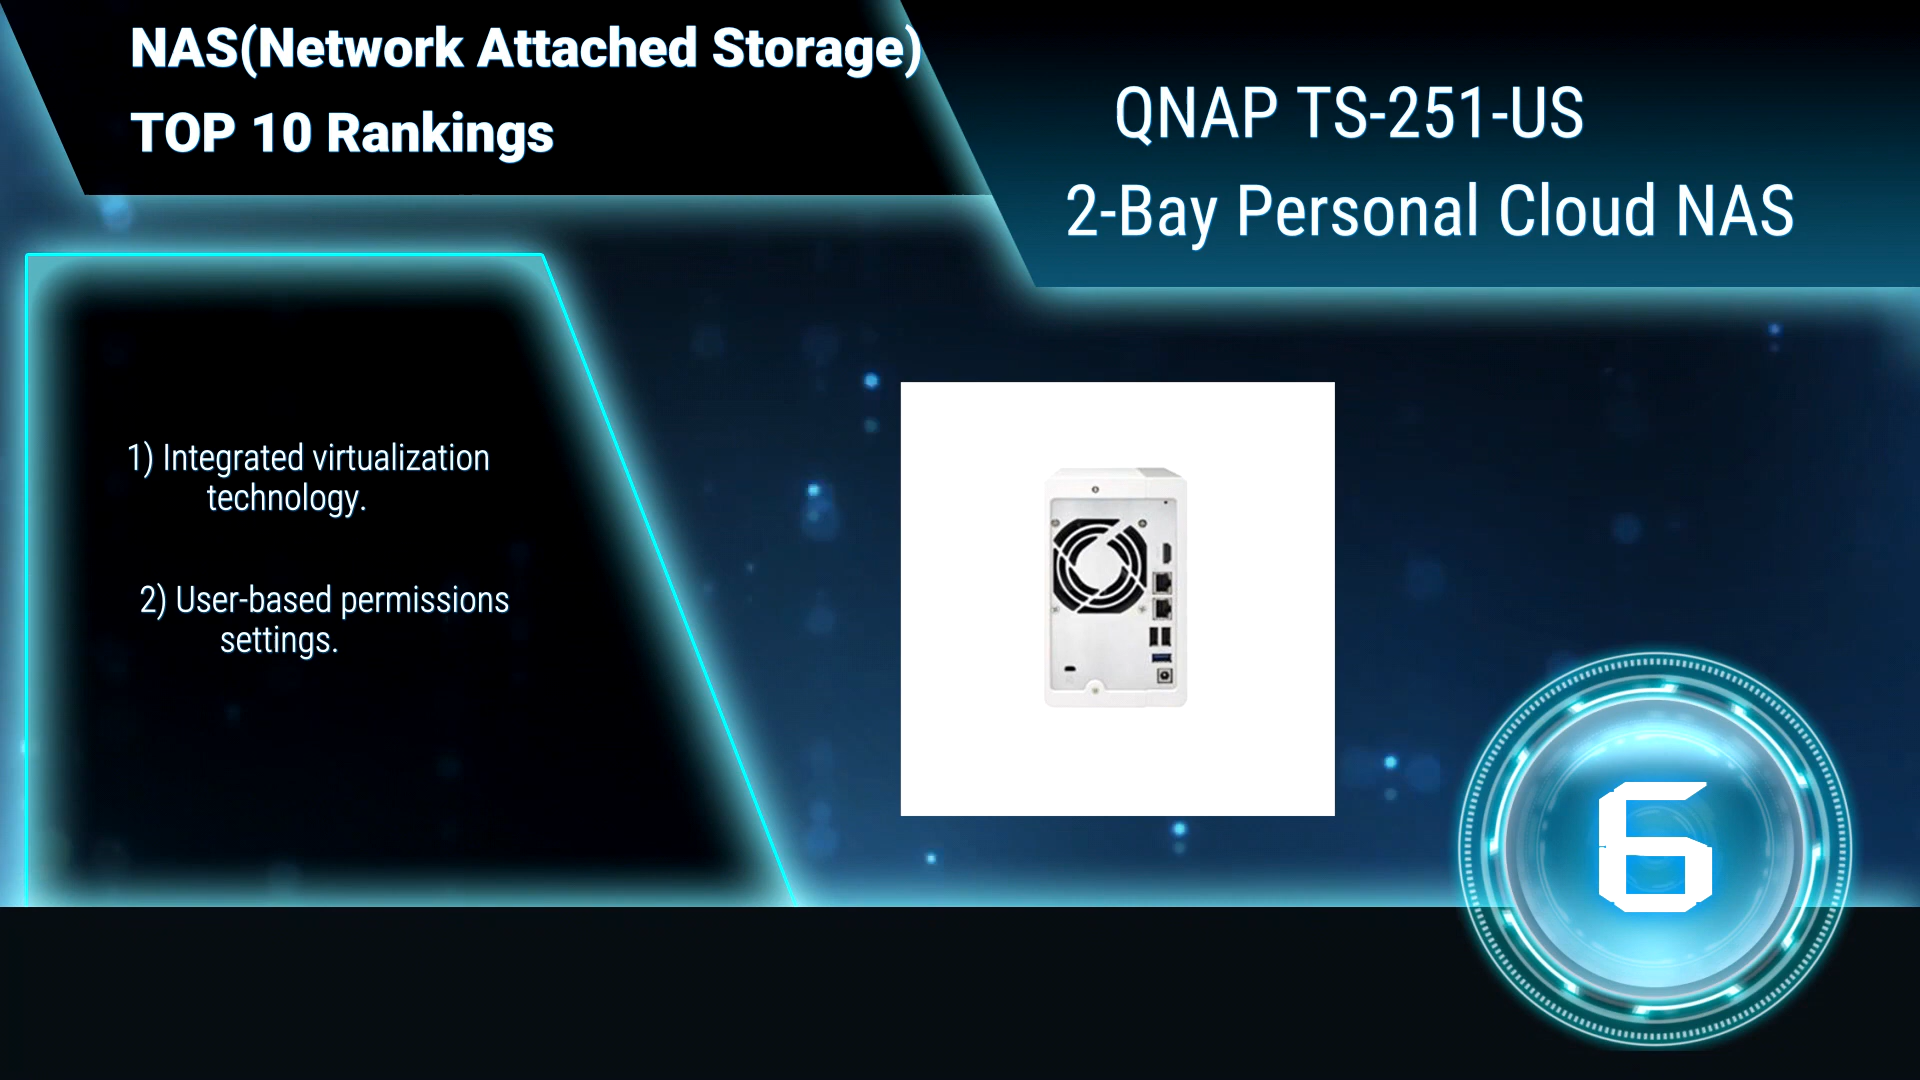 NAS(Network Attached Storage)
TOP 10 Rankings
QNAP TS-251-US
2-Bay Personal Cloud NAS
1) Integrated virtualization
technology.
2) User-based permissions
settings.
6